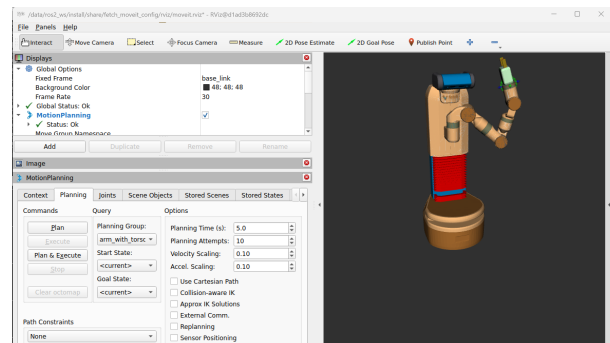 /data/ros2_ws/install/share/fetch_moveit_config/rviz/moveit.rviz* - RViz@d1ad3b8692dc
File Panels Help
Interact Move Camera Select Focus Camera Measure 2D Pose Estimate 2D Goal Pose Publish Point
Displays
Global Options
Fixed Frame base_link
Background Color 48; 48; 48
Frame Rate 30
Global Status: Ok
MotionPlanning
Status: Ok
Move Group Namespace
Add Duplicate Remove Rename
Image
MotionPlanning
Context Planning Joints Scene Objects Stored Scenes Stored States
Commands Query Options
Plan Planning Group: Planning Time (s): 5.0
Execute arm_with_torso Planning Attempts: 10
Plan & Execute Start State: Velocity Scaling: 0.10
Stop <current> Accel. Scaling: 0.10
Goal State: Use Cartesian Path
Clear octomap <current> Collision-aware IK
Approx IK Solutions
External Comm.
Path Constraints Replanning
None Sensor Positioning